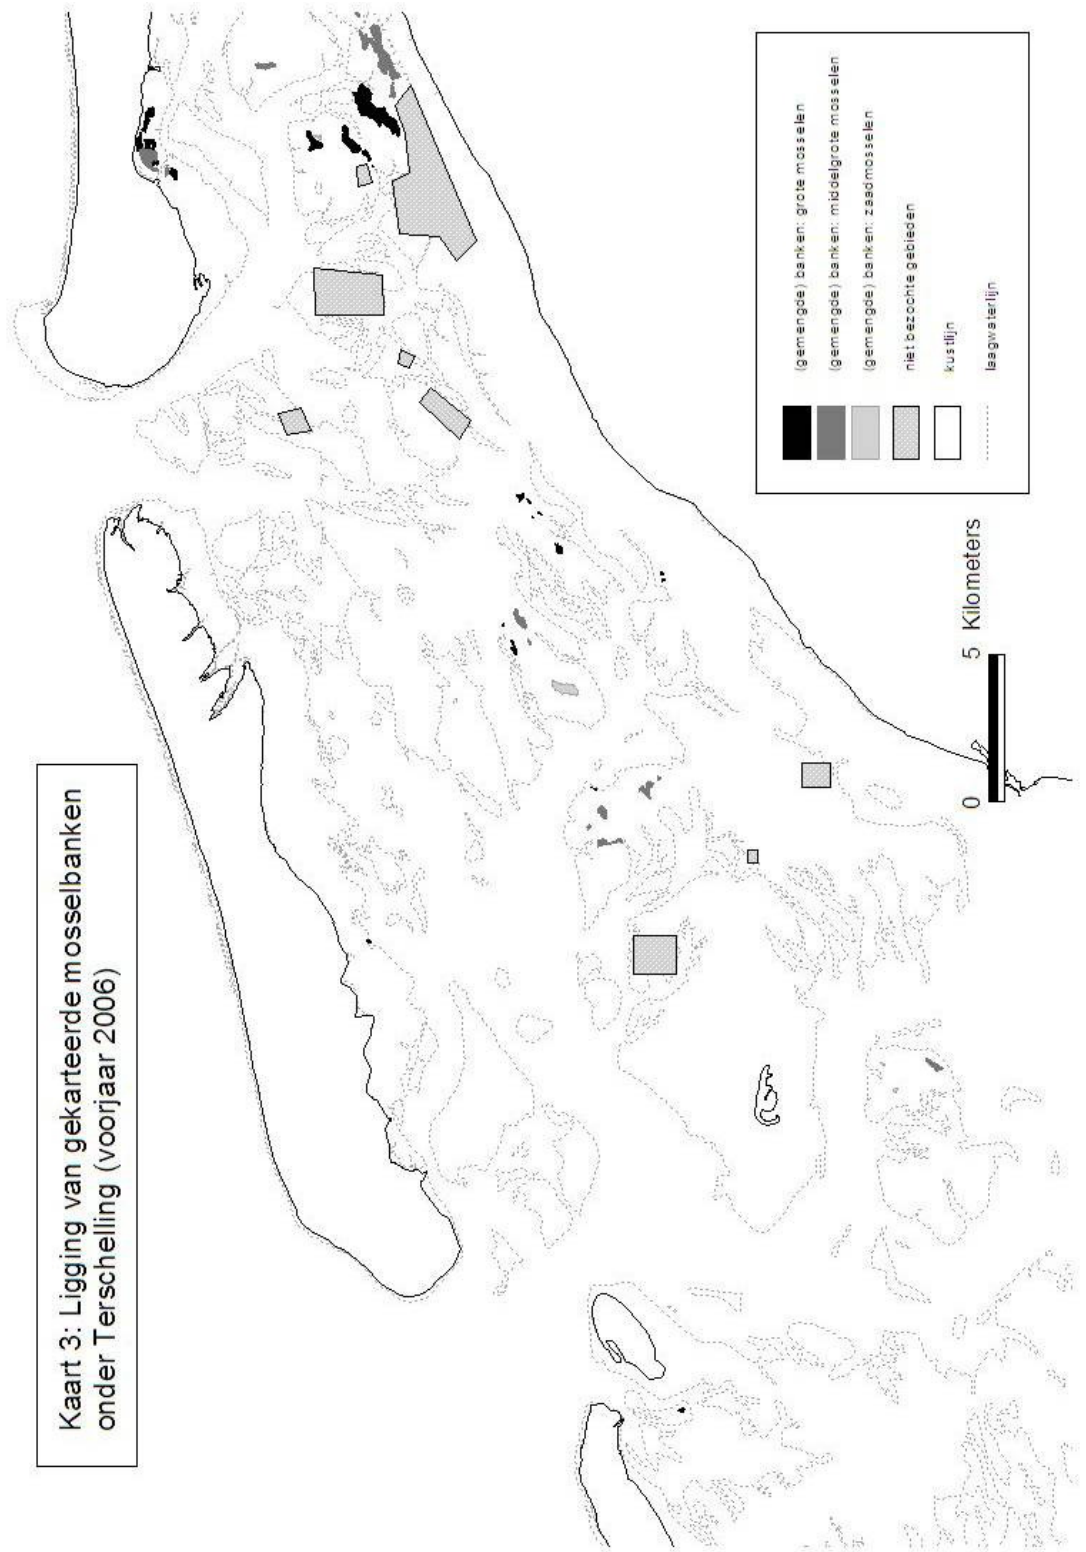 Kaart 3: Ligging van gekarteerde mosselbanken
onder Terschelling (voorjaar 2006)
(gemengde) banken: grote mosselen
(gemengde) banken: middelgrote mosselen
(gemengde) banken: zaadmosselen
niet bezochte gebieden
kustlijn
laagwaterlijn
0 5 Kilometers